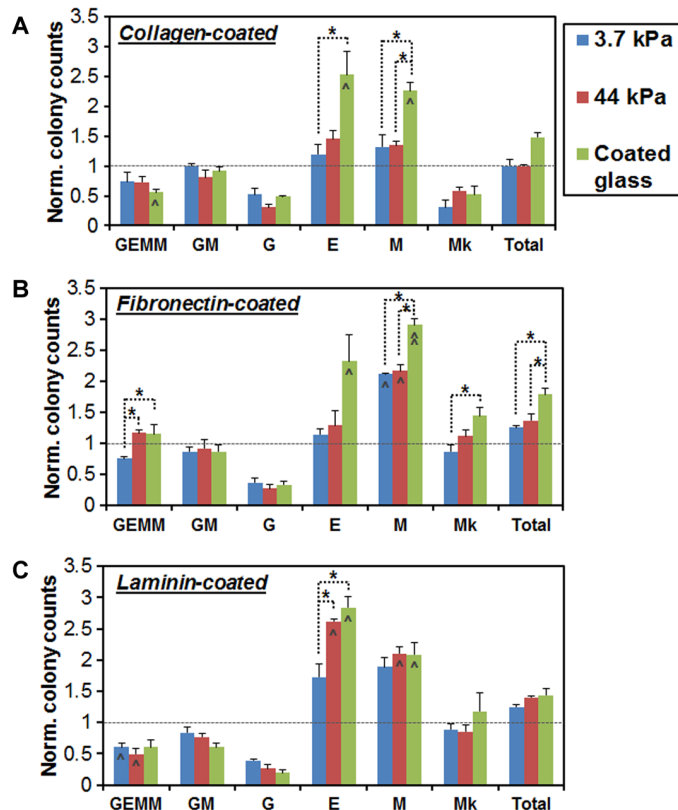 A
Collagen-coated
Norm. colony counts
3.5
3
2.5
2
1.5
1
0.5
0
* * *
^ ^ ^
GEMM GM G E M Mk Total
3.7 kPa
44 kPa
Coated
glass
B
Fibronectin-coated
Norm. colony counts
3.5
3
2.5
2
1.5
1
0.5
0
* * * * * * *
^ ^ ^ ^ ^
GEMM GM G E M Mk Total
C
Laminin-coated
Norm. colony counts
3.5
3
2.5
2
1.5
1
0.5
0
* *
^ ^ ^ ^ ^ ^
GEMM GM G E M Mk Total